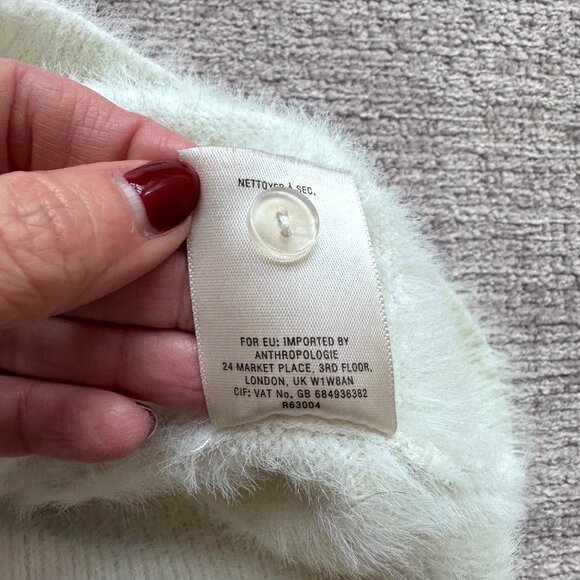 NETTOYER À SEC.
FOR EU: IMPORTED BY
ANTHROPOLOGIE
24 MARKET PLACE, 3RD FLOOR,
LONDON, UK W1W8AN
CIF: VAT No. GB 684936382
R63004